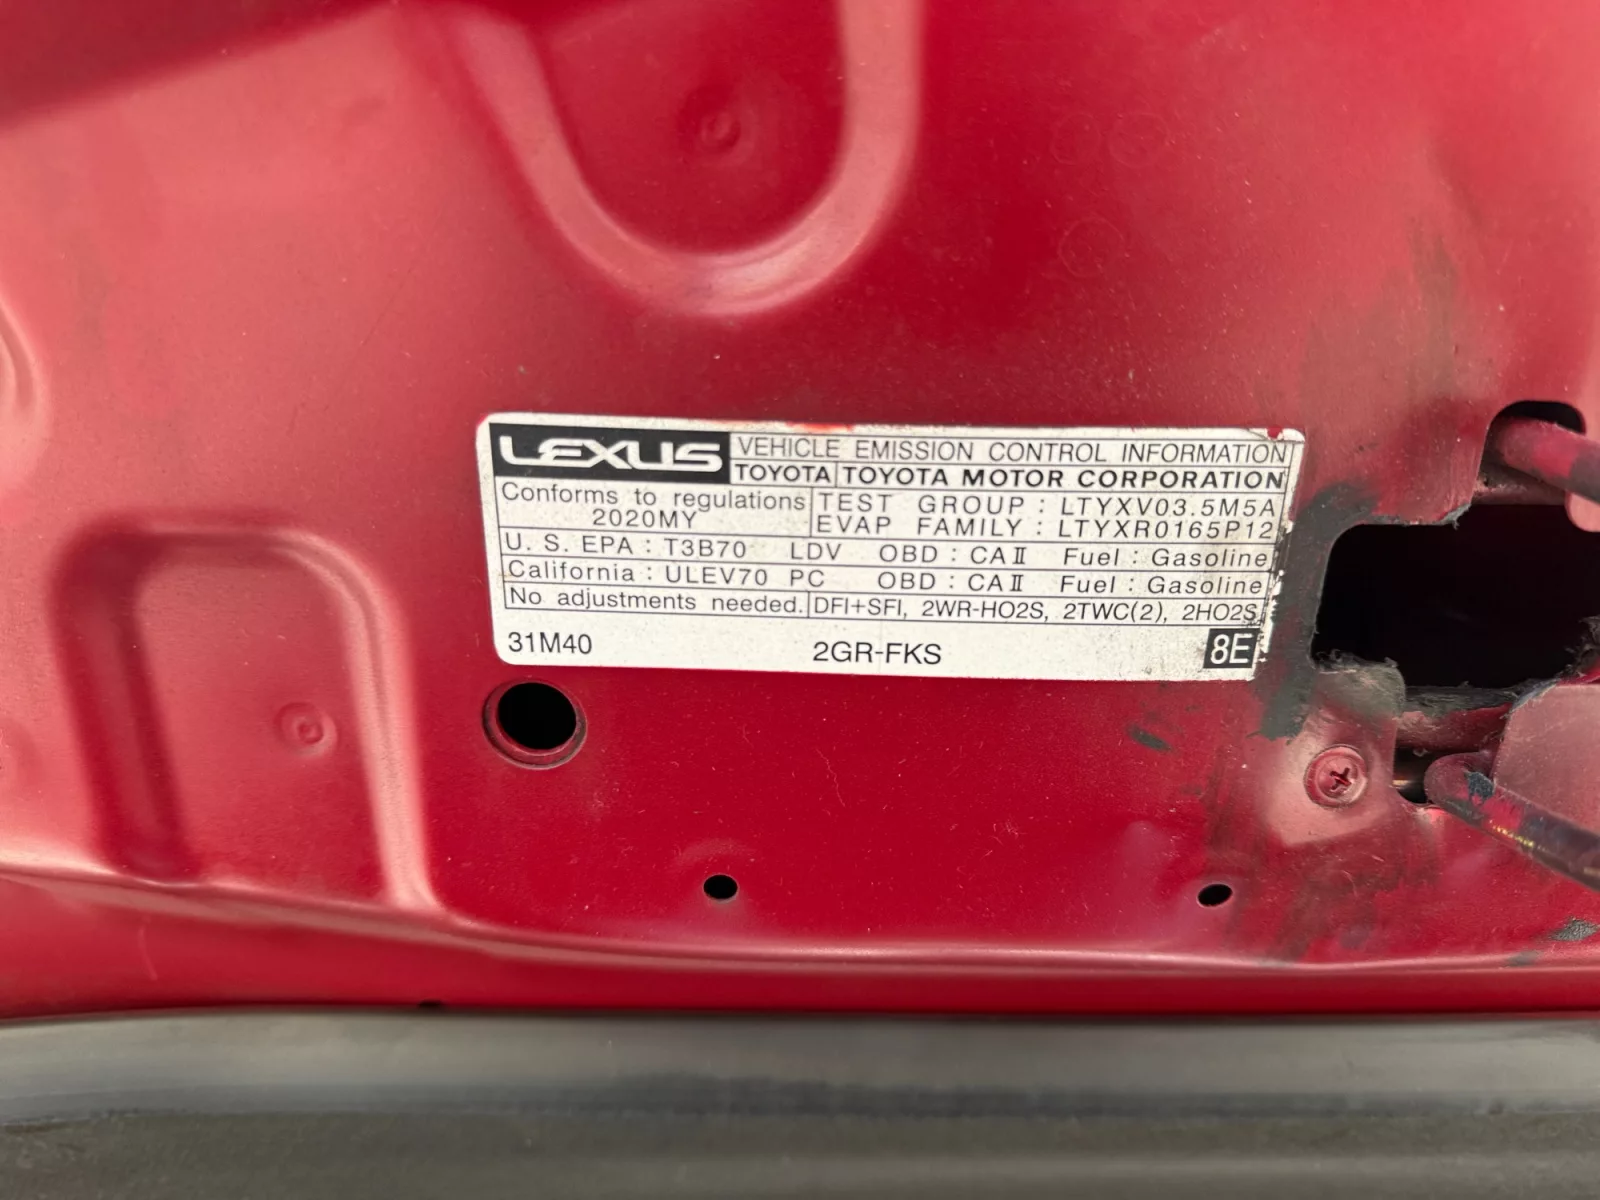 LEXUS VEHICLE EMISSION CONTROL INFORMATION
TOYOTA TOYOTA MOTOR CORPORATION
Conforms to regulations
2020MY
TEST GROUP : LTYXV03.5M5A
EVAP FAMILY : LTYXR0165P12
U. S. EPA : T3B70 LDV OBD : CAⅡ Fuel : Gasoline
California : ULEV70 PC OBD : CAⅡ Fuel : Gasoline
No adjustments needed. DFI+SFI, 2WR-HO2S, 2TWC(2), 2HO2S
31M40 2GR-FKS 8E